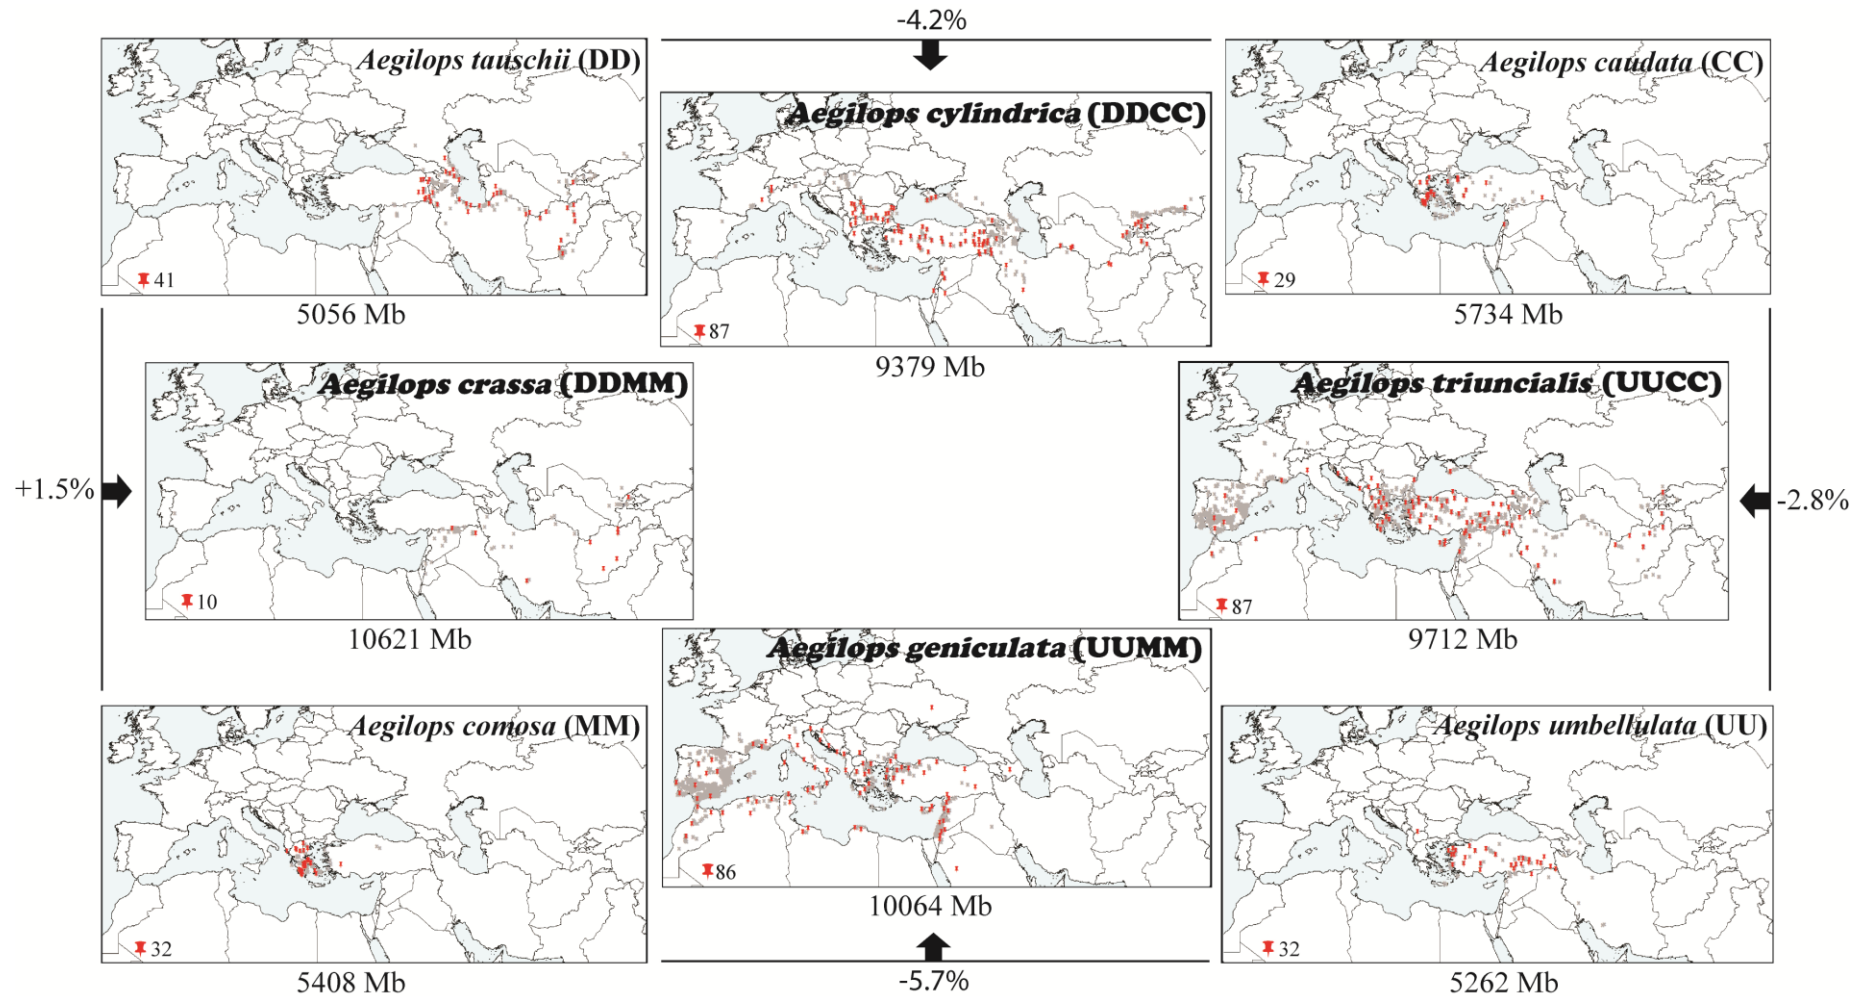 -4.2%
Aegilops tauschii (DD)
41
5056 Mb
Aegilops cylindrica (DDCC)
87
9379 Mb
Aegilops caudata (CC)
29
5734 Mb
+1.5%
Aegilops crassa (DDMM)
10
10621 Mb
Aegilops triuncialis (UUCC)
87
9712 Mb
-2.8%
Aegilops comosa (MM)
32
5408 Mb
Aegilops geniculata (UUMM)
86
10064 Mb
-5.7%
Aegilops umbellulata (UU)
32
5262 Mb